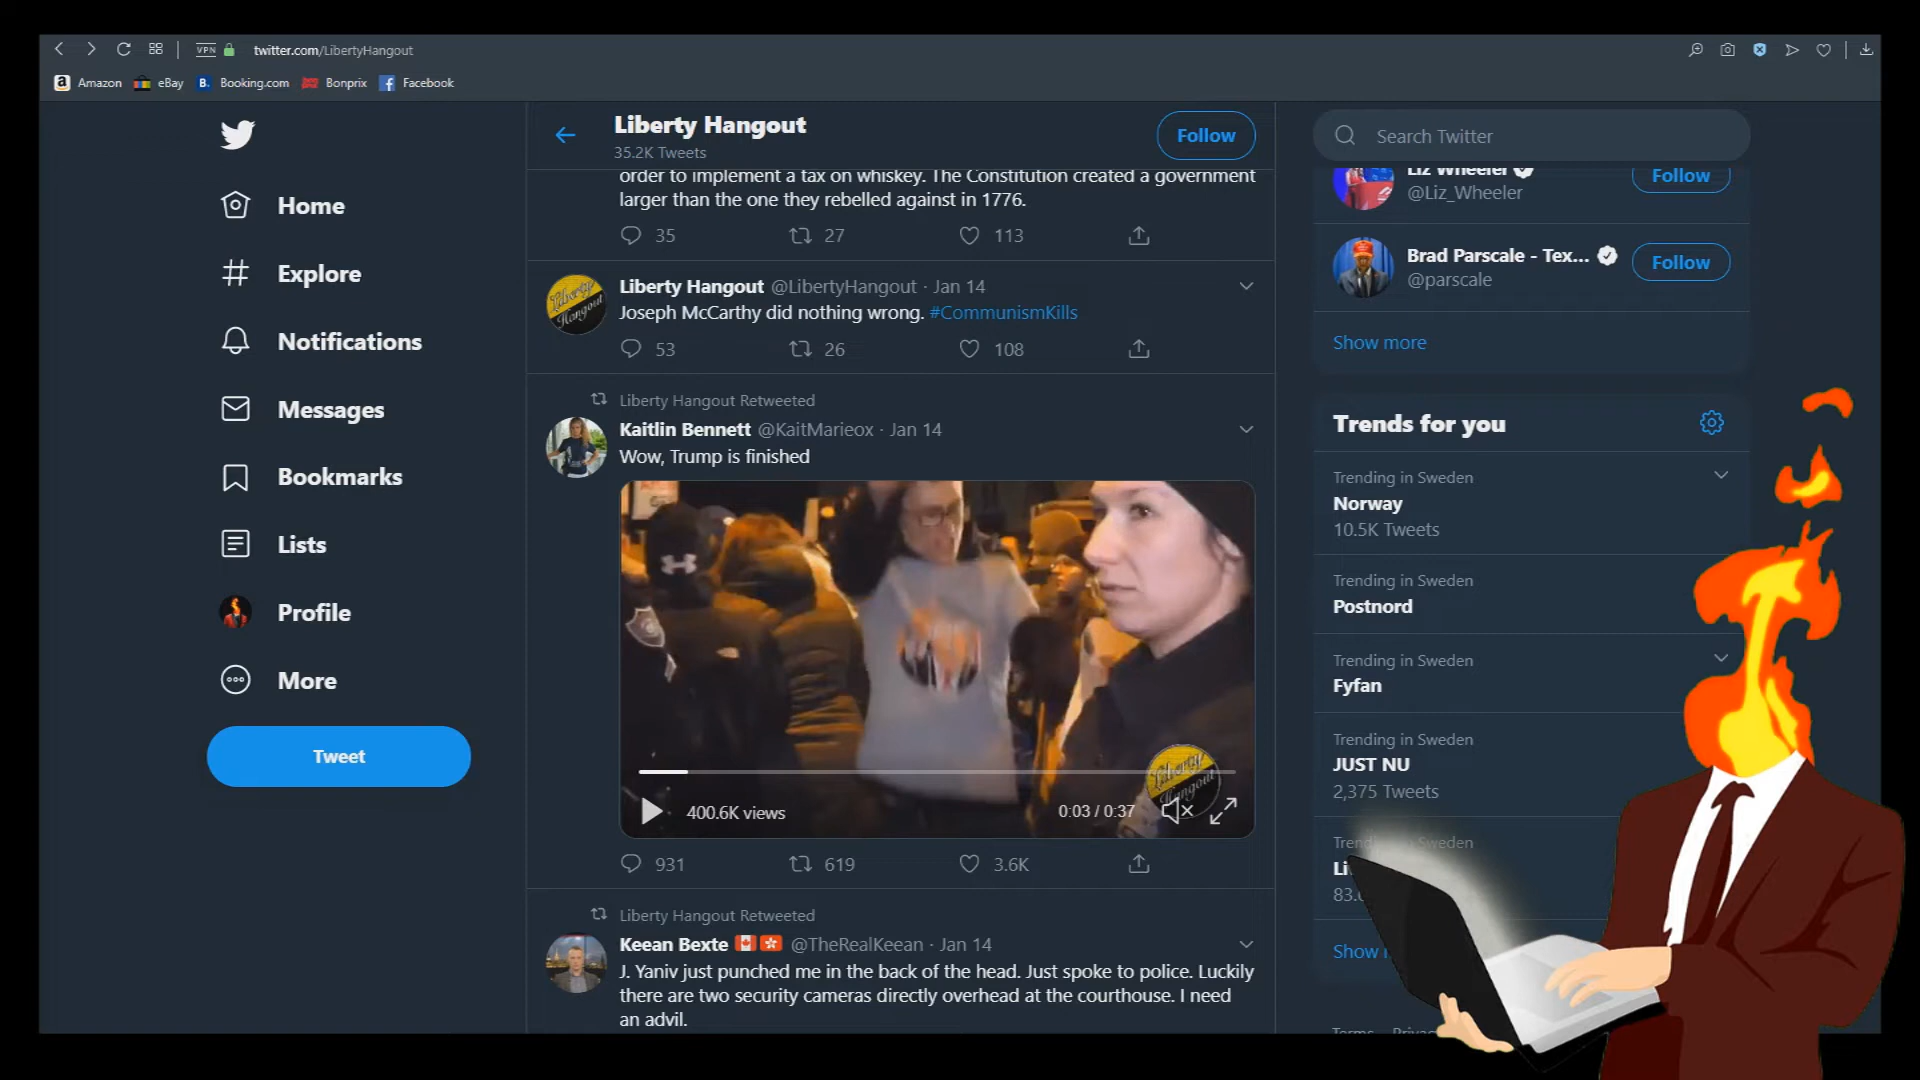 VPN
twitter.com/LibertyHangout
Amazon
eBay
Booking.com
Bonprix
Facebook
Home
Explore
Notifications
Messages
Bookmarks
Lists
Profile
More
Tweet
Liberty Hangout
35.2K Tweets
Follow
order to implement a tax on whiskey. The Constitution created a government
larger than the one they rebelled against in 1776.
35 27 113
Liberty Hangout @LibertyHangout · Jan 14
Joseph McCarthy did nothing wrong. #CommunismKills
53 26 108
Liberty Hangout Retweeted
Kaitlin Bennett @KaitMarieox · Jan 14
Wow, Trump is finished
Liberty
Hangout
400.6K views
0:03 / 0:37
931 619 3.6K
Liberty Hangout Retweeted
Keean Bexte @TheRealKeean · Jan 14
J. Yaniv just punched me in the back of the head. Just spoke to police. Luckily
there are two security cameras directly overhead at the courthouse. I need
an advil.
Search Twitter
Liz Wheeler
@Liz_Wheeler
Follow
Brad Parscale - Tex...
@parscale
Follow
Show more
Trends for you
Trending in Sweden
Norway
10.5K Tweets
Trending in Sweden
Postnord
Trending in Sweden
Fyfan
Trending in Sweden
JUST NU
2,375 Tweets
Show